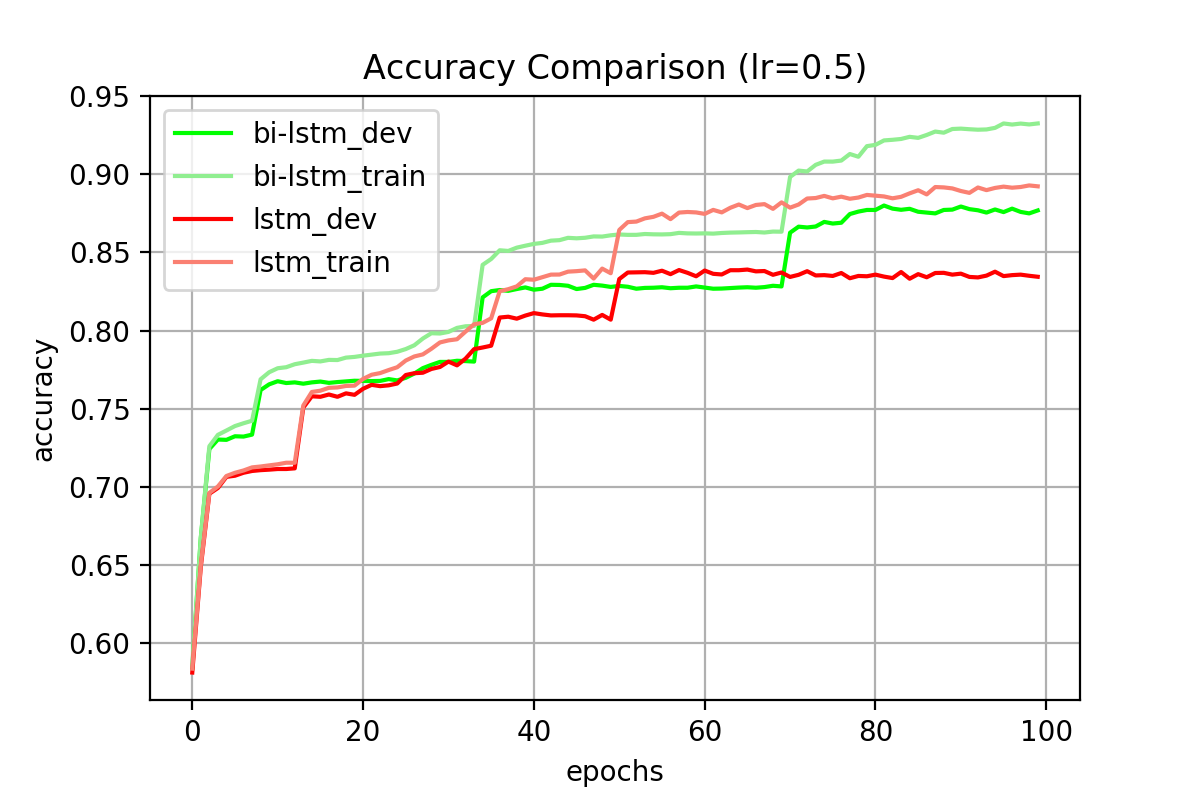 Accuracy Comparison (lr=0.5)
0.95
0.90
0.85
0.80
0.75
0.70
0.65
0.60
accuracy
bi-lstm_dev
bi-lstm_train
lstm_dev
lstm_train
0 20 40 60 80 100
epochs